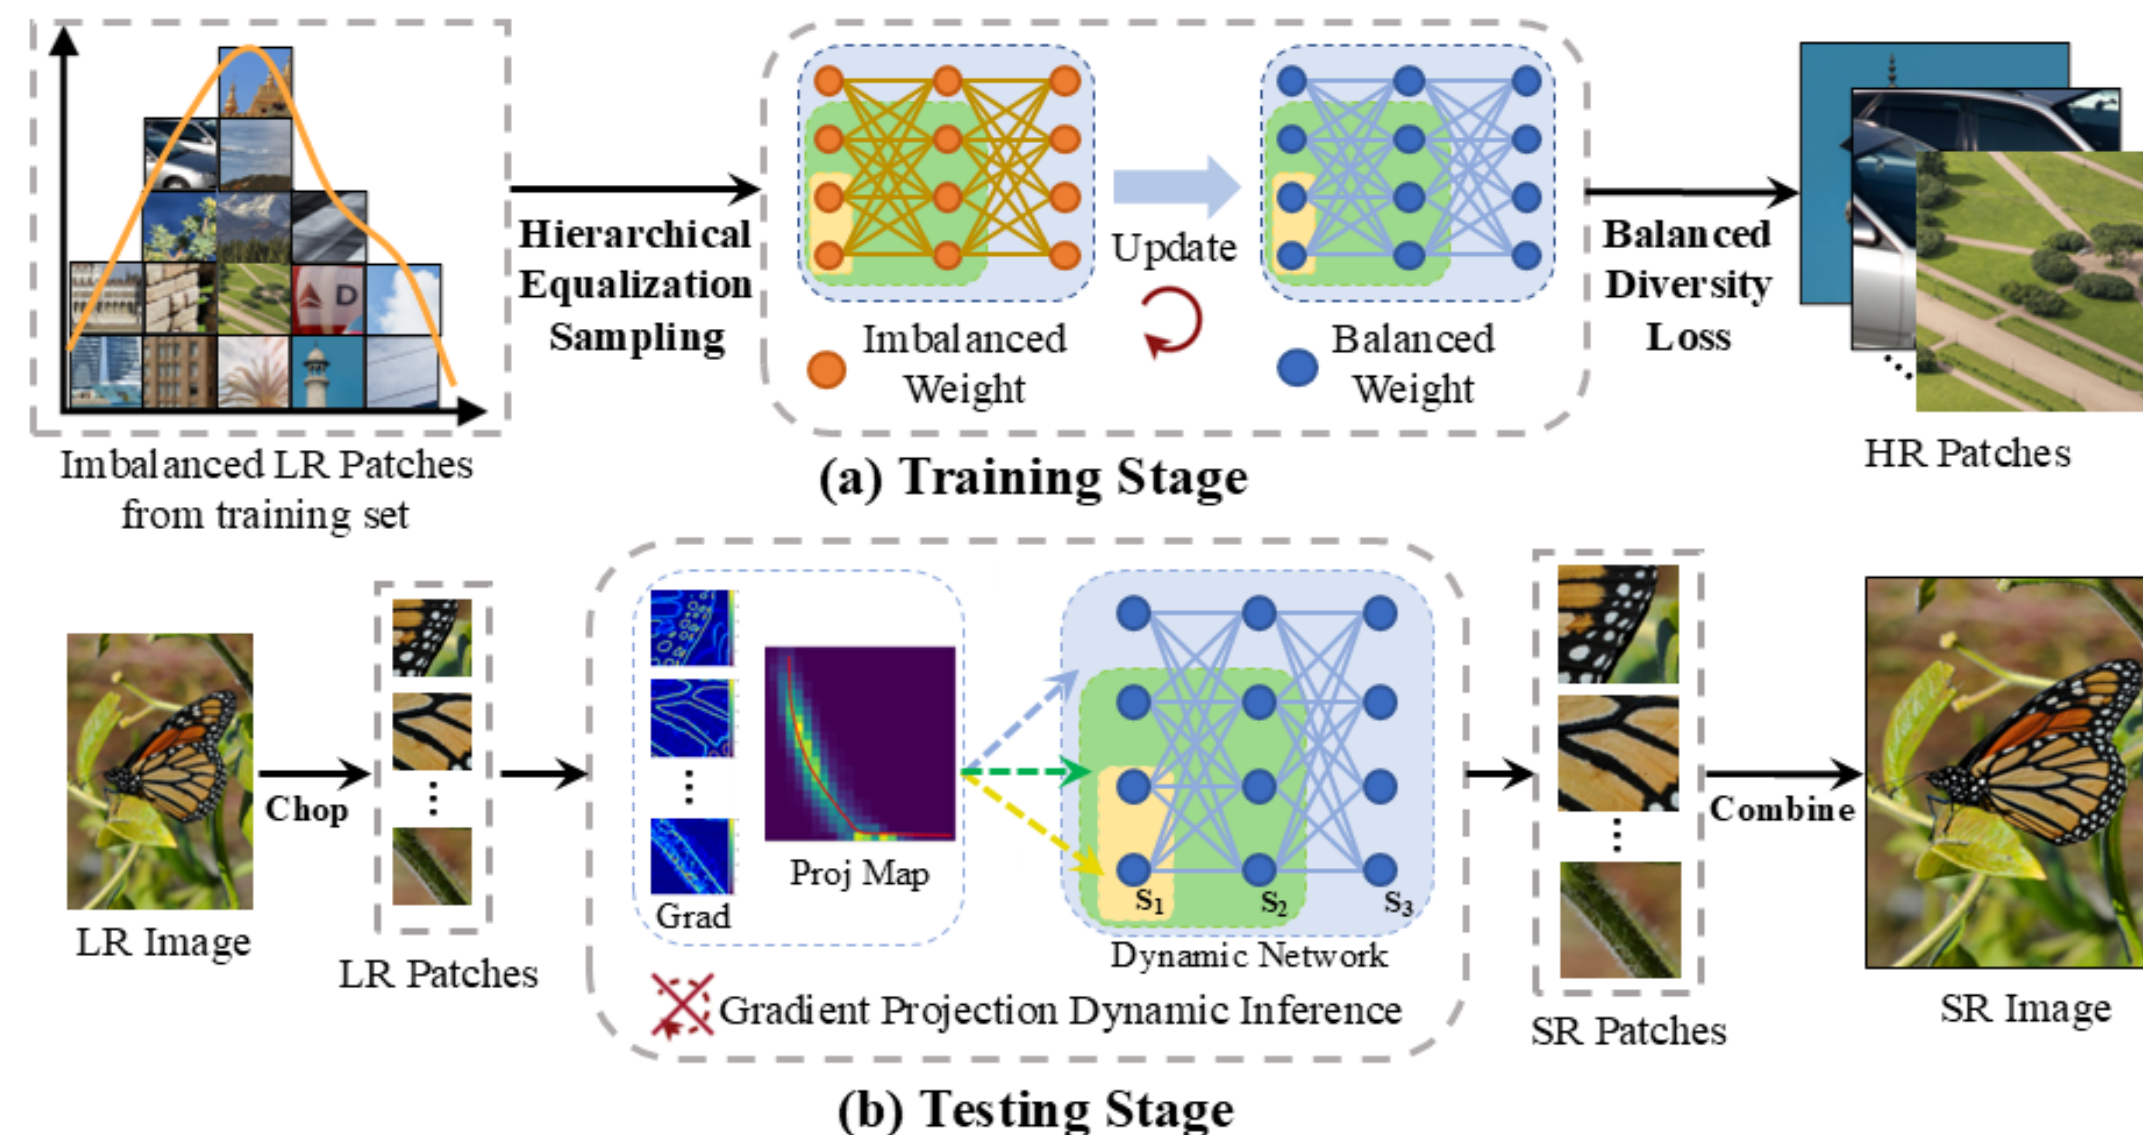 Hierarchical
Equalization
Sampling
Imbalanced LR Patches
from training set
Update
Imbalanced
Weight
Balanced
Weight
Balanced
Diversity
Loss
HR Patches
(a) Training Stage
D
LR Image
Chop
LR Patches
Grad
Proj Map
S1
S2
S3
Dynamic Network
Gradient Projection Dynamic Inference
SR Patches
Combine
SR Image
(b) Testing Stage